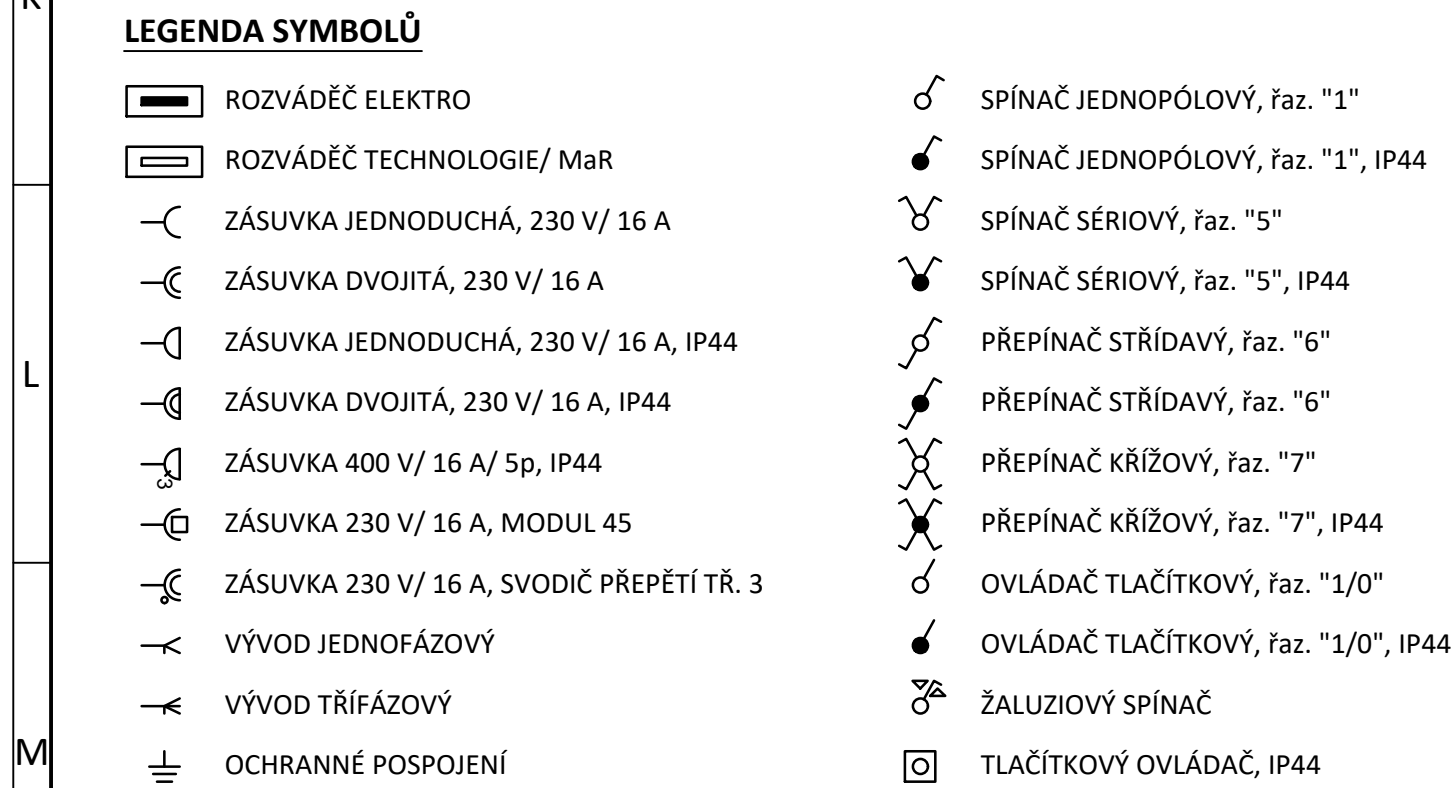 K
LEGENDA SYMBOLŮ
ROZVÁDĚČ ELEKTRO
ROZVÁDĚČ TECHNOLOGIE/ MaR
ZÁSUVKA JEDNODUCHÁ, 230 V/ 16 A
ZÁSUVKA DVOJITÁ, 230 V/ 16 A
ZÁSUVKA JEDNODUCHÁ, 230 V/ 16 A, IP44
L
ZÁSUVKA DVOJITÁ, 230 V/ 16 A, IP44
3
ZÁSUVKA 400 V/ 16 A/ 5p, IP44
ZÁSUVKA 230 V/ 16 A, MODUL 45
ZÁSUVKA 230 V/ 16 A, SVODIČ PŘEPĚTÍ TŘ. 3
VÝVOD JEDNOFÁZOVÝ
VÝVOD TŘÍFÁZOVÝ
M
OCHRANNÉ POSPOJENÍ
SPÍNAČ JEDNOPÓLOVÝ, řaz. "1"
SPÍNAČ JEDNOPÓLOVÝ, řaz. "1", IP44
SPÍNAČ SÉRIOVÝ, řaz. "5"
SPÍNAČ SÉRIOVÝ, řaz. "5", IP44
PŘEPÍNAČ STŘÍDAVÝ, řaz. "6"
PŘEPÍNAČ STŘÍDAVÝ, řaz. "6"
PŘEPÍNAČ KŘÍŽOVÝ, řaz. "7"
PŘEPÍNAČ KŘÍŽOVÝ, řaz. "7", IP44
OVLÁDAČ TLAČÍTKOVÝ, řaz. "1/0"
OVLÁDAČ TLAČÍTKOVÝ, řaz. "1/0", IP44
ŽALUZIOVÝ SPÍNAČ
TLAČÍTKOVÝ OVLÁDAČ, IP44